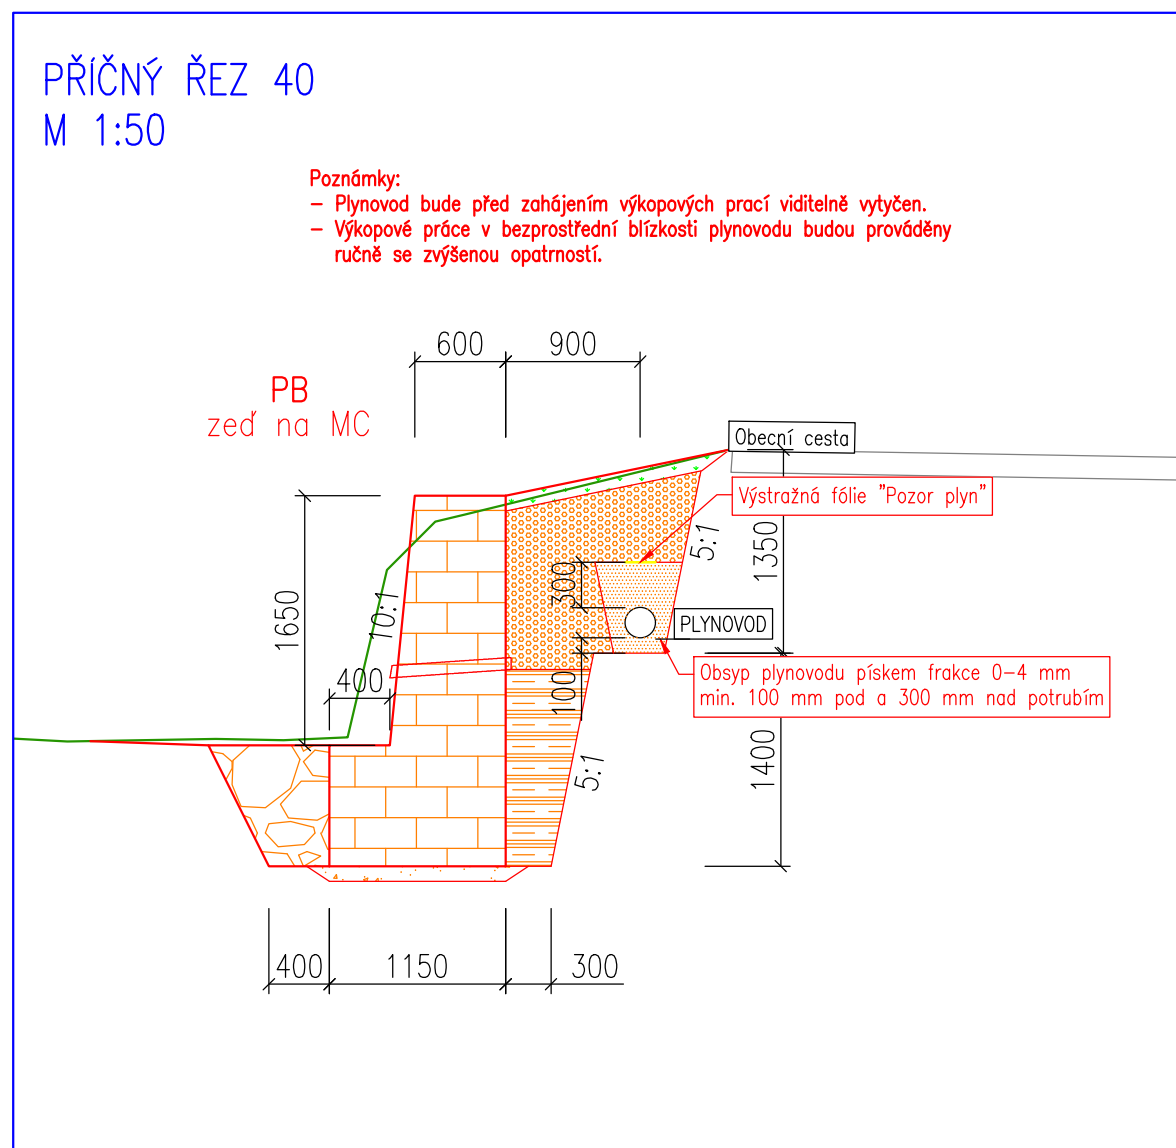 PŘÍČNÝ ŘEZ 40
M 1:50
Poznámky:
– Plynovod bude před zahájením výkopových prací viditelně vytyčen.
– Výkopové práce v bezprostřední blízkosti plynovodu budou prováděny
ručně se zvýšenou opatrností.
600
900
PB
zeď na MC
Obecní cesta
Výstražná fólie "Pozor plyn"
5:1
1350
300
1650
10:1
PLYNOVOD
Obsyp plynovodu pískem frakce 0–4 mm
min. 100 mm pod a 300 mm nad potrubím
400
100
1400
5:1
400
1150
300